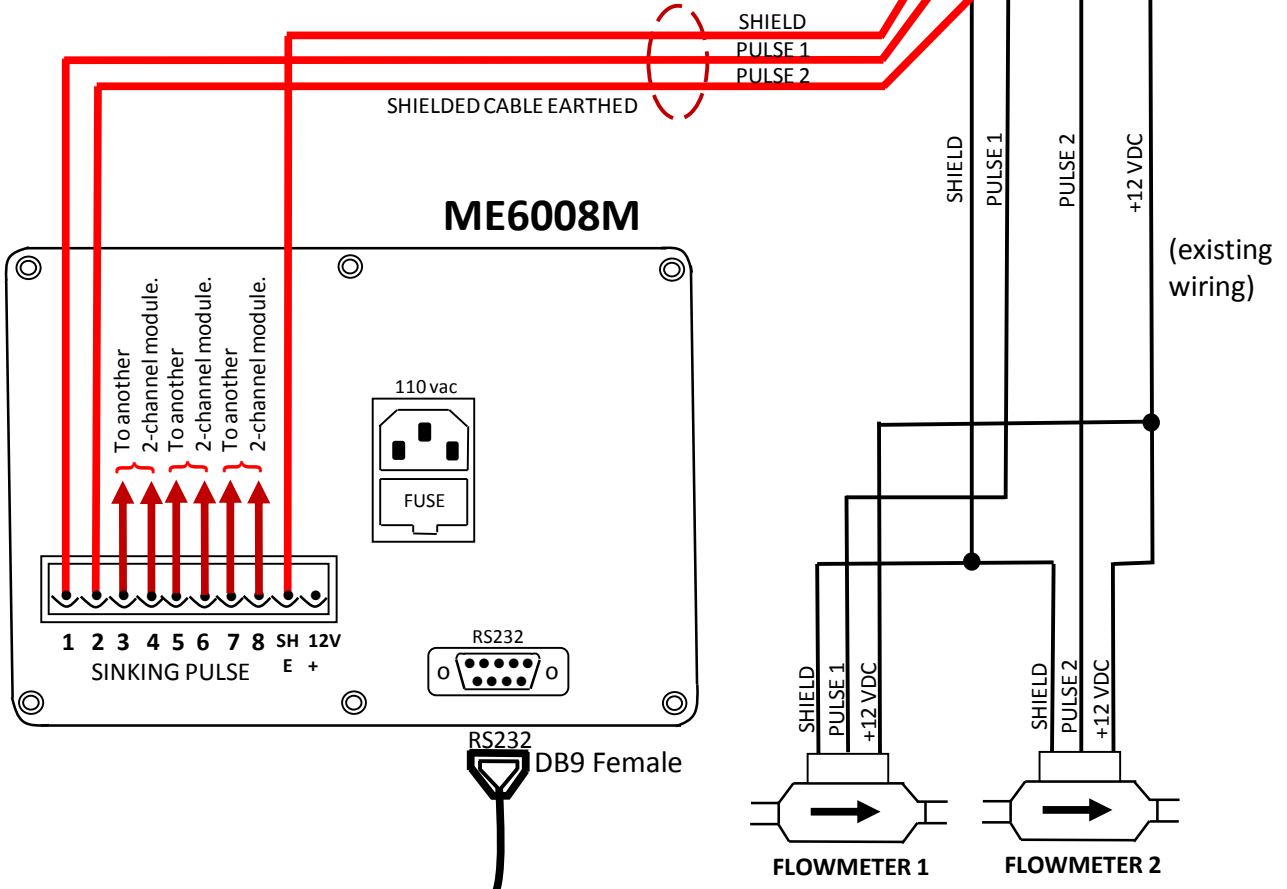 SHIELD
PULSE 1
PULSE 2
SHIELDED CABLE EARTHED
SHIELD
PULSE 1
PULSE 2
+12 VDC
(existing
wiring)
ME6008M
To another
2-channel module.
To another
2-channel module.
To another
2-channel module.
110 vac
FUSE
1 2 3 4 5 6 7 8 SH 12V
E +
SINKING PULSE
RS232
O O
RS232
DB9 Female
SHIELD
PULSE 1
+12 VDC
SHIELD
PULSE 2
+12 VDC
FLOWMETER 1
FLOWMETER 2